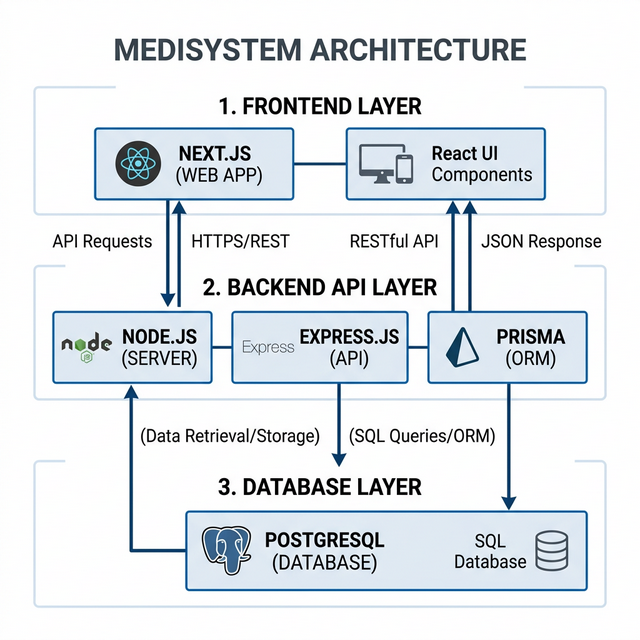 MEDISYSTEM ARCHITECTURE
1. FRONTEND LAYER
NEXT.JS
(WEB APP)
React UI
Components
API Requests
HTTPS/REST
RESTful API
JSON Response
2. BACKEND API LAYER
node
JS
NODE.JS
(SERVER)
Express
EXPRESS.JS
(API)
PRISMA
(ORM)
(Data Retrieval/Storage)
(SQL Queries/ORM)
3. DATABASE LAYER
POSTGRESQL
(DATABASE)
SQL
Database